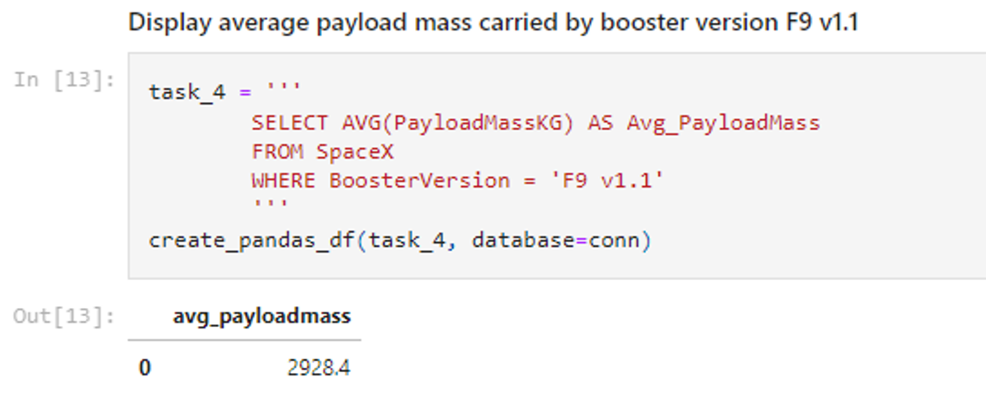 Display average payload mass carried by booster version F9 v1.1
In [13]:
task_4 = '''
SELECT AVG(PayloadMassKG) AS Avg_PayloadMass
FROM SpaceX
WHERE BoosterVersion = 'F9 v1.1'
'''
create_pandas_df(task_4, database=conn)
Out[13]:
avg_payloadmass
0 2928.4